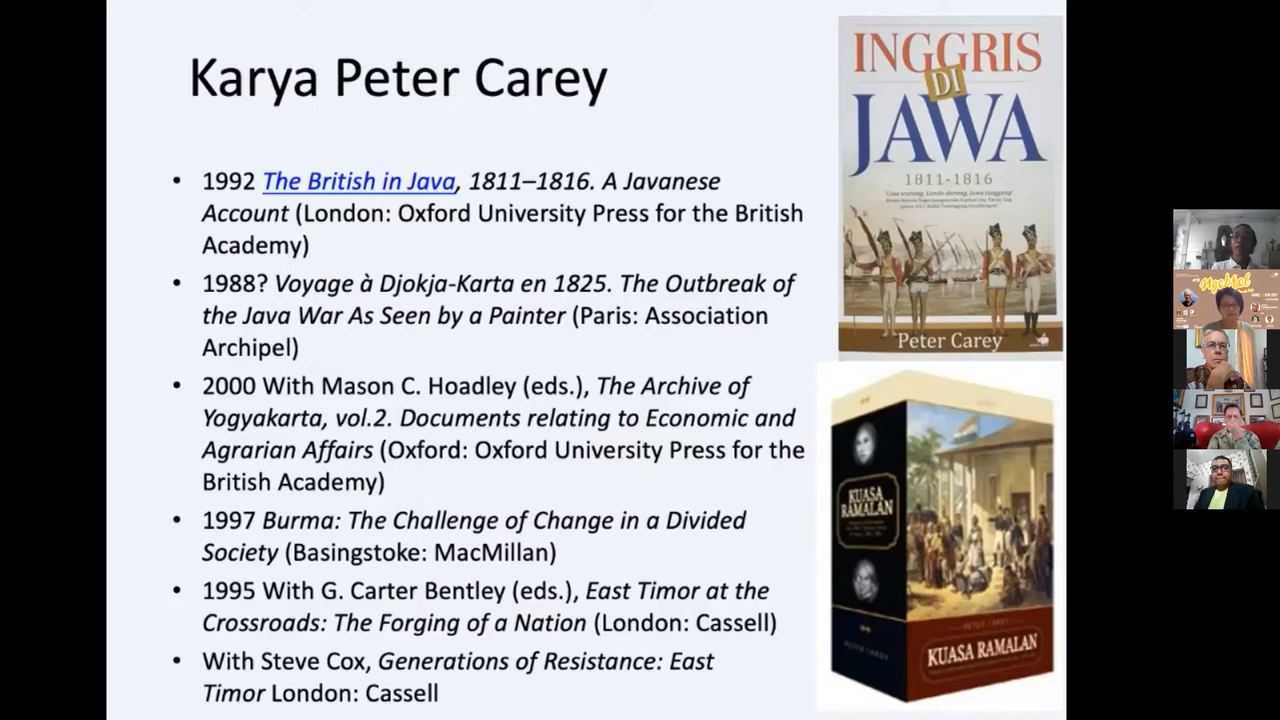 Karya Peter Carey
• 1992 The British in Java, 1811–1816. A Javanese
Account (London: Oxford University Press for the British
Academy)
• 1988? Voyage à Djokja-Karta en 1825. The Outbreak of
the Java War As Seen by a Painter (Paris: Association
Archipel)
• 2000 With Mason C. Hoadley (eds.), The Archive of
Yogyakarta, vol.2. Documents relating to Economic and
Agrarian Affairs (Oxford: Oxford University Press for the
British Academy)
• 1997 Burma: The Challenge of Change in a Divided
Society (Basingstoke: MacMillan)
• 1995 With G. Carter Bentley (eds.), East Timor at the
Crossroads: The Forging of a Nation (London: Cassell)
• With Steve Cox, Generations of Resistance: East
Timor London: Cassell
INGGRIS
DI
JAWA
1811-1816
Peter Carey
KUASA
RAMALAN
PETER CAREY
PETER CAREY
KUASA RAMALAN
Ngobrol